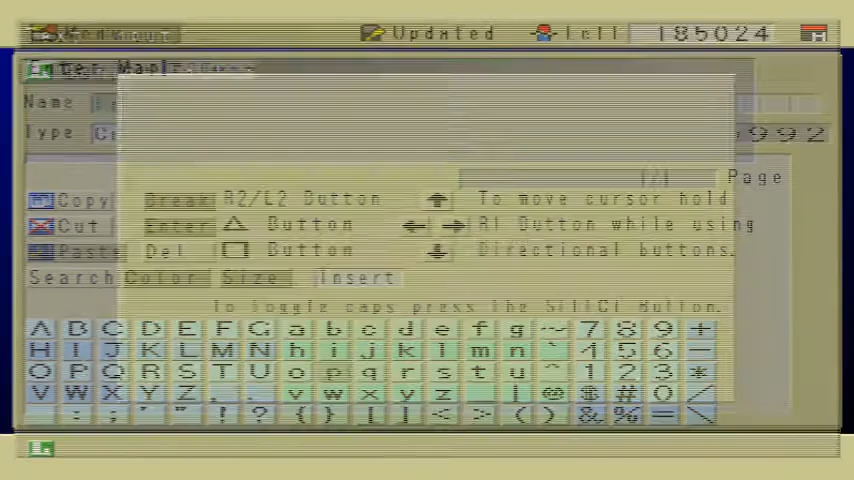 Updated Left 185024
Enter Map
Name
Type 992
Page
Copy Break R2/L2 Button To move cursor hold
Cut Enter △ Button R1 Button while using
Paste Del □ Button Directional buttons.
Search Color Size Insert
To toggle caps press the SELECT Button.
A B C D E F G a b c d e f g ~ 7 8 9 +
H I J K L M N h i j k l m n ` 4 5 6 -
O P Q R S T U o p q r s t u ^ 1 2 3 *
V W X Y Z , . v w x y z | @ $ # 0 /
: ; ' " ! ? { } [ ] < > ( ) & % = \